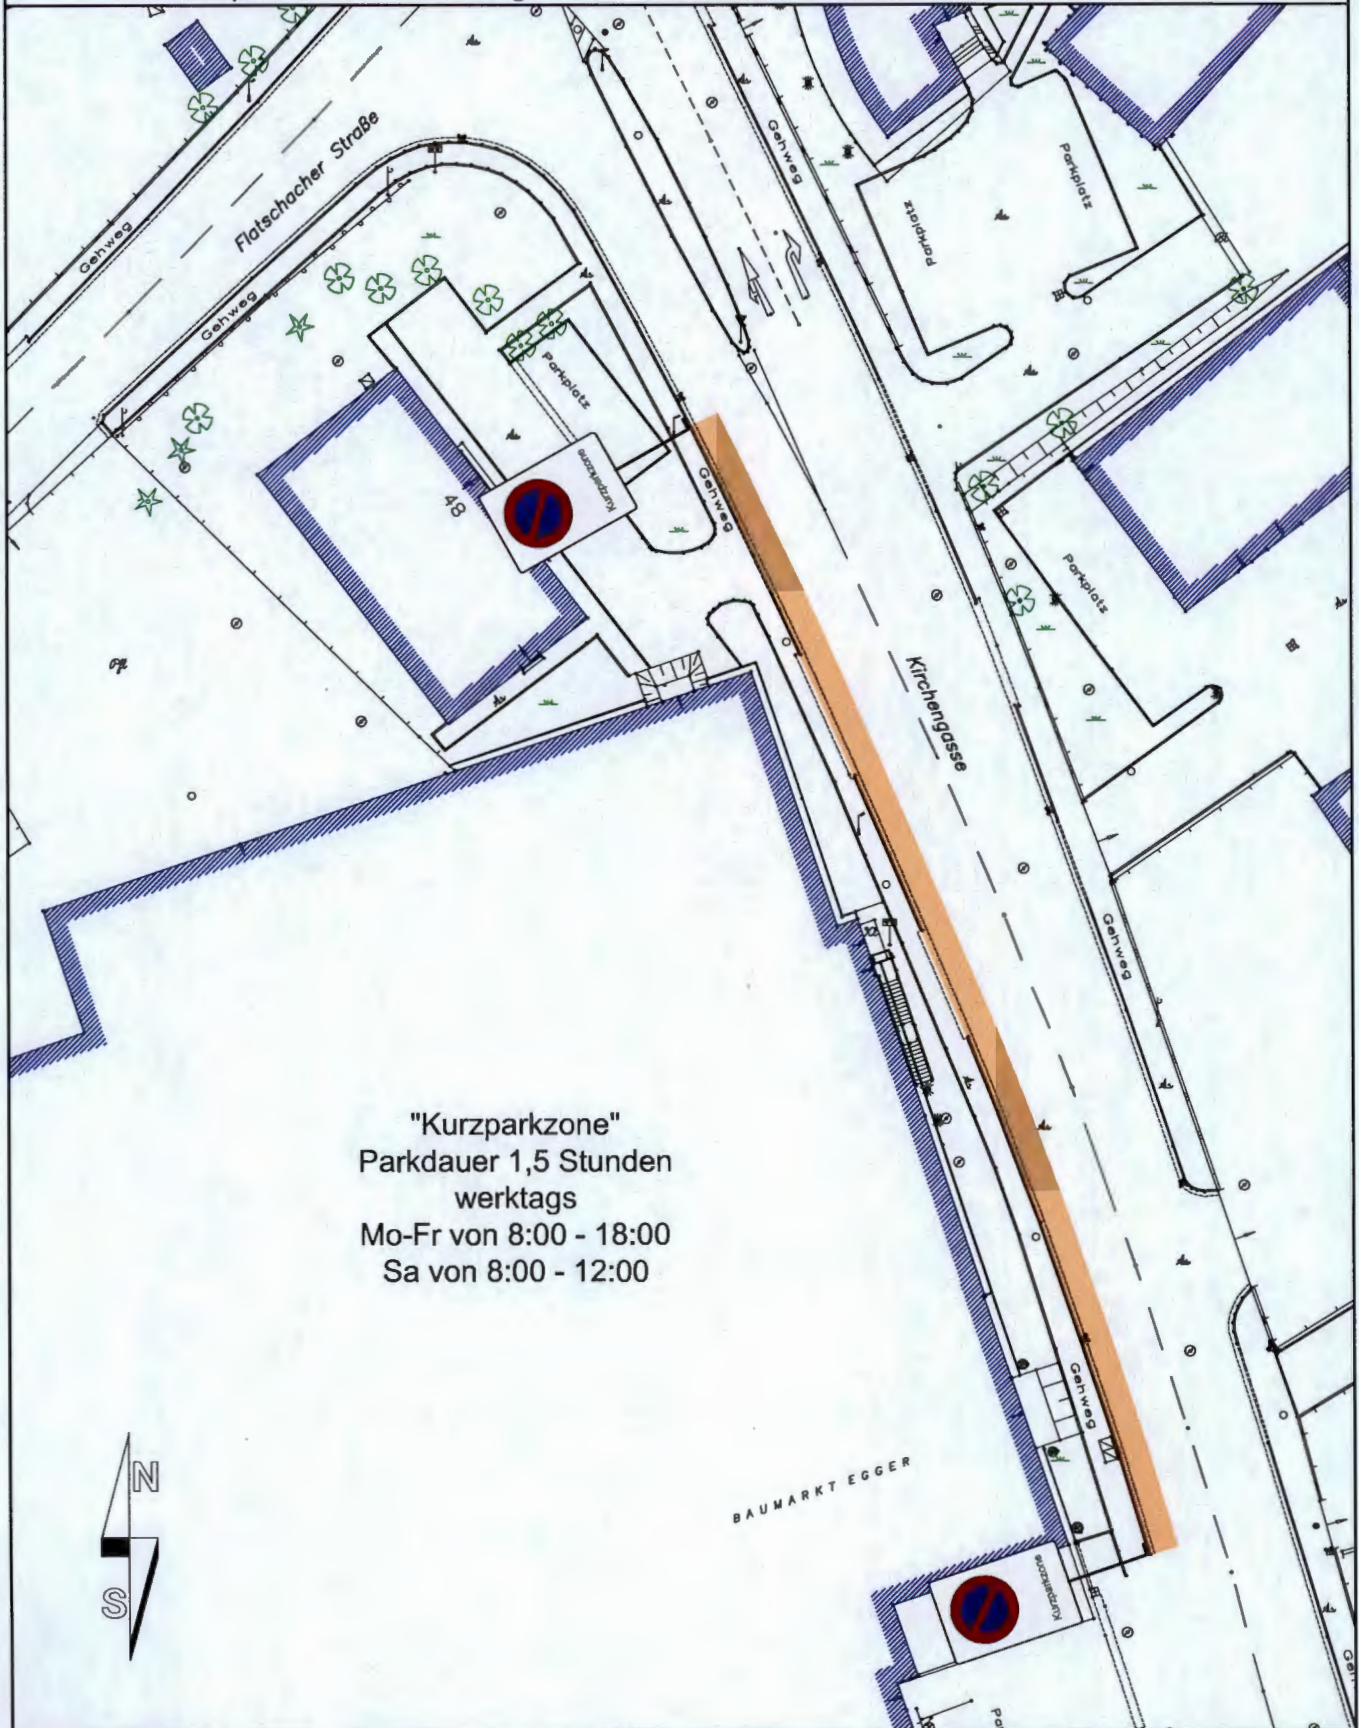 Gehweg
Flatschacher Straße
Gehweg
Gehweg
Parkplatz
Parkplatz
Parkplatz
Kurzparkzone
48
Gehweg
Parkplatz
Kirchengasse
Gehweg
"Kurzparkzone"
Parkdauer 1,5 Stunden
werktags
Mo-Fr von 8:00 - 18:00
Sa von 8:00 - 12:00
Gehweg
N
S
BAUMARKT EGGER
Kurzparkzone